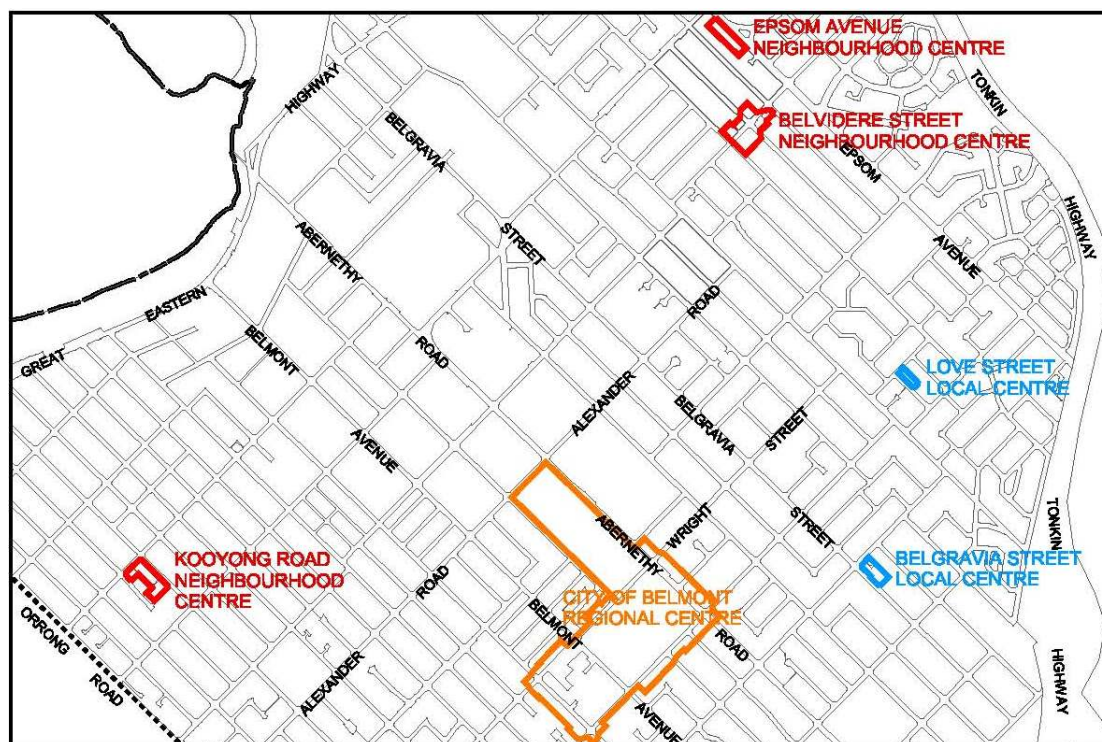 EPSOM AVENUE
NEIGHBOURHOOD CENTRE
TONKIN
HIGHWAY
BELGRAVIA
BELVIDERE STREET
NEIGHBOURHOOD CENTRE
EPSOM
HIGHWAY
ABERNETHY
STREET
AVENUE
EASTERN
ROAD
GREAT
BELMONT
ROAD
LOVE STREET
LOCAL CENTRE
ALEXANDER
BELGRAVIA
STREET
AVENUE
ABERNETHY
WRIGHT
STREET
TONKIN
KOOYONG ROAD
NEIGHBOURHOOD
CENTRE
ROAD
BELGRAVIA STREET
LOCAL CENTRE
CITY OF BELMONT
REGIONAL CENTRE
BELMONT
ROAD
ORRONG
ROAD
ALEXANDER
AVENUE
HIGHWAY